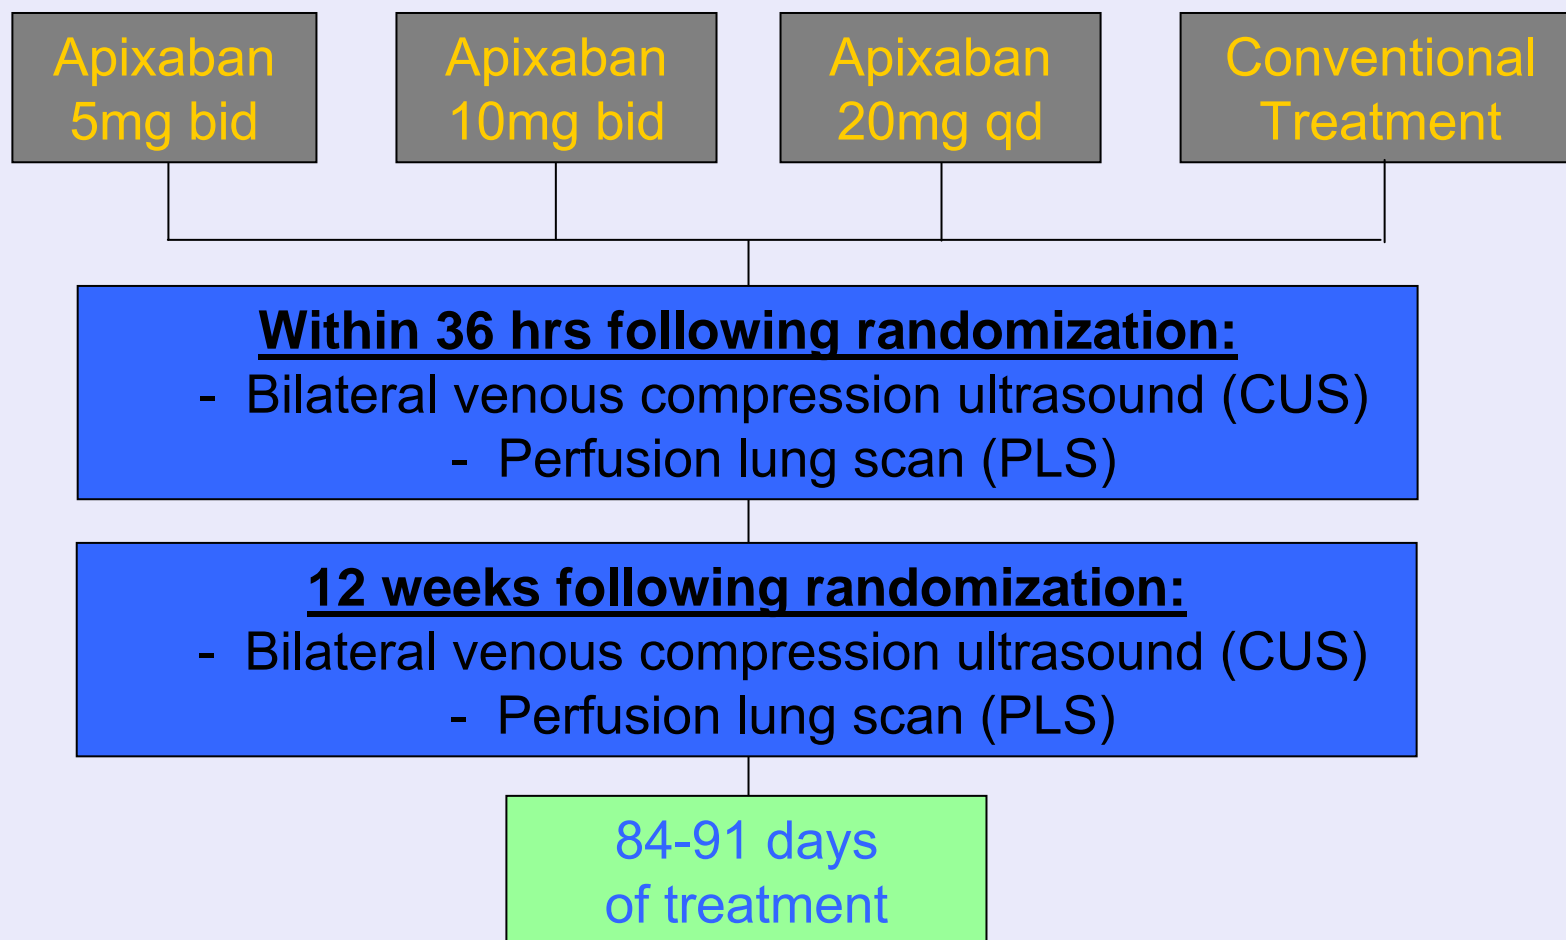 Apixaban
5mg bid
Apixaban
10mg bid
Apixaban
20mg qd
Conventional
Treatment
Within 36 hrs following randomization:
- Bilateral venous compression ultrasound (CUS)
- Perfusion lung scan (PLS)
12 weeks following randomization:
- Bilateral venous compression ultrasound (CUS)
- Perfusion lung scan (PLS)
84-91 days
of treatment